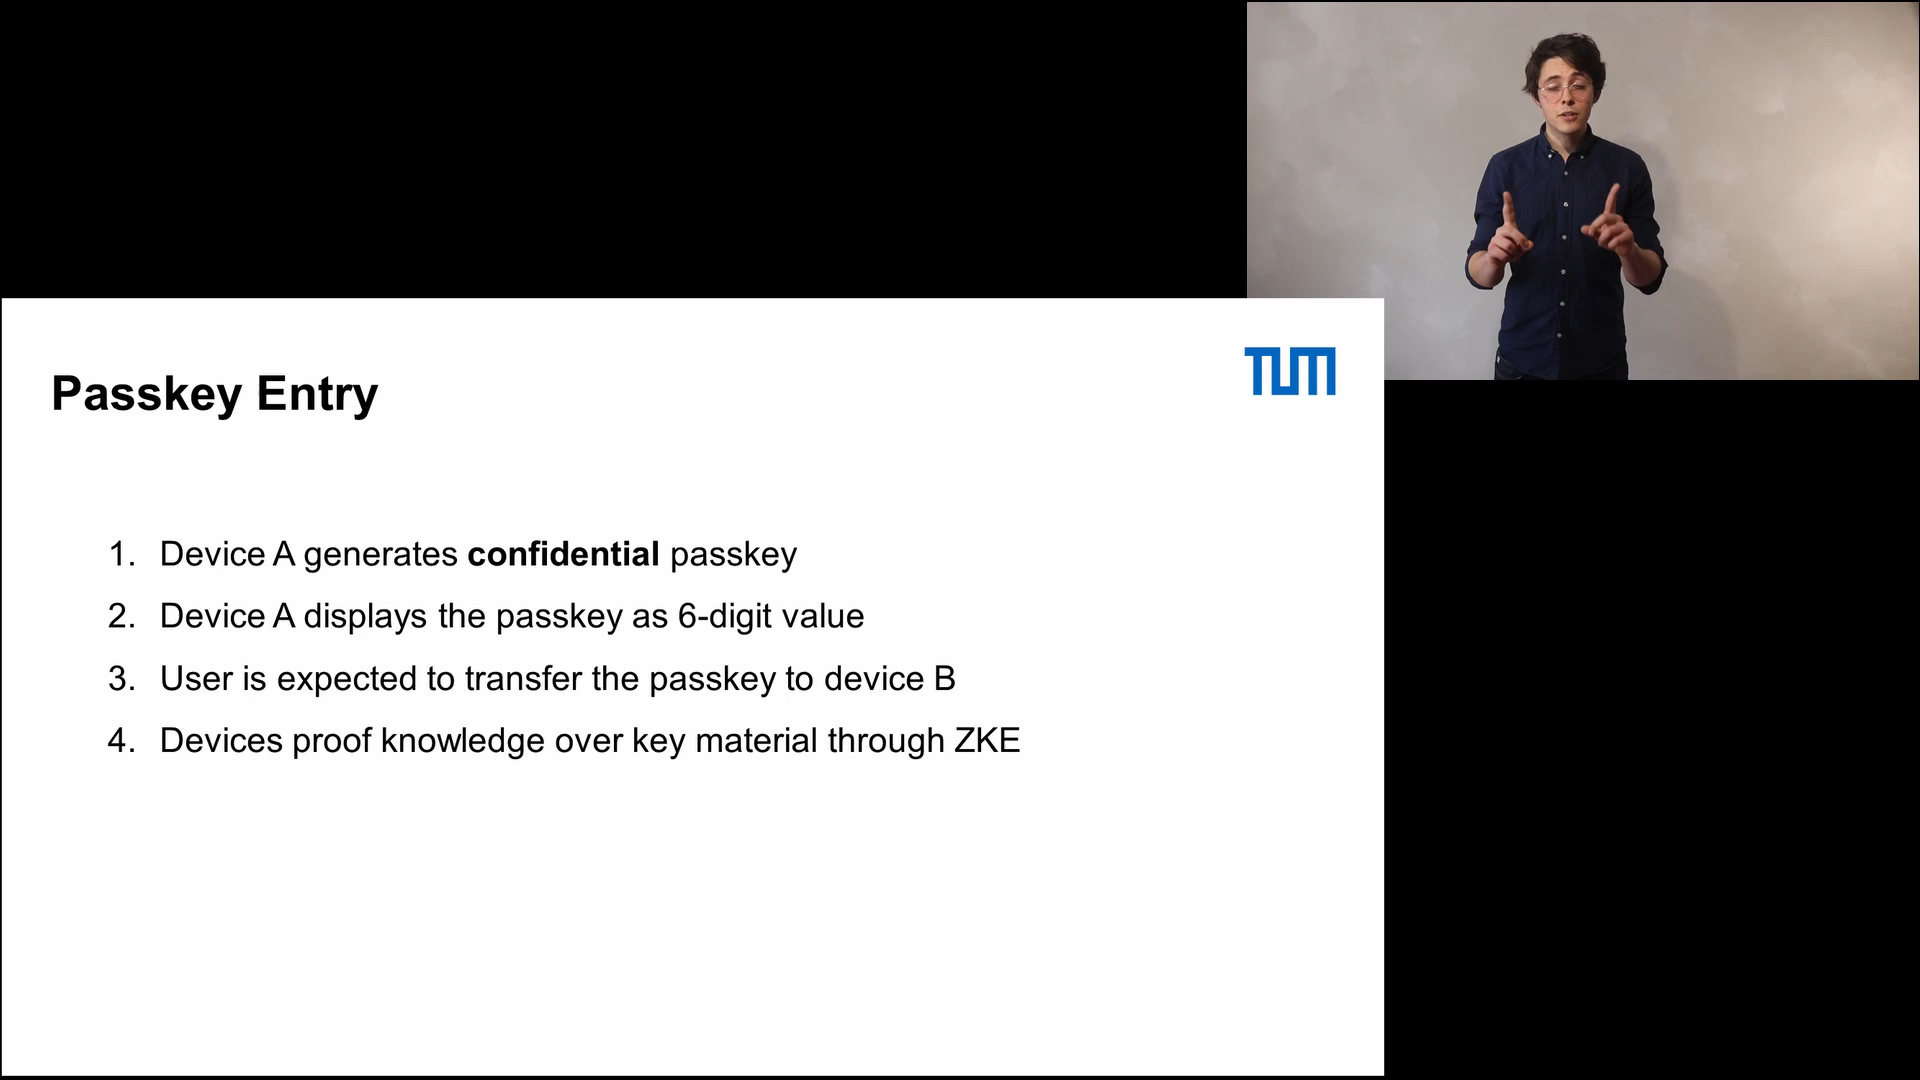 TUM
Passkey Entry
1. Device A generates confidential passkey
2. Device A displays the passkey as 6-digit value
3. User is expected to transfer the passkey to device B
4. Devices proof knowledge over key material through ZKE